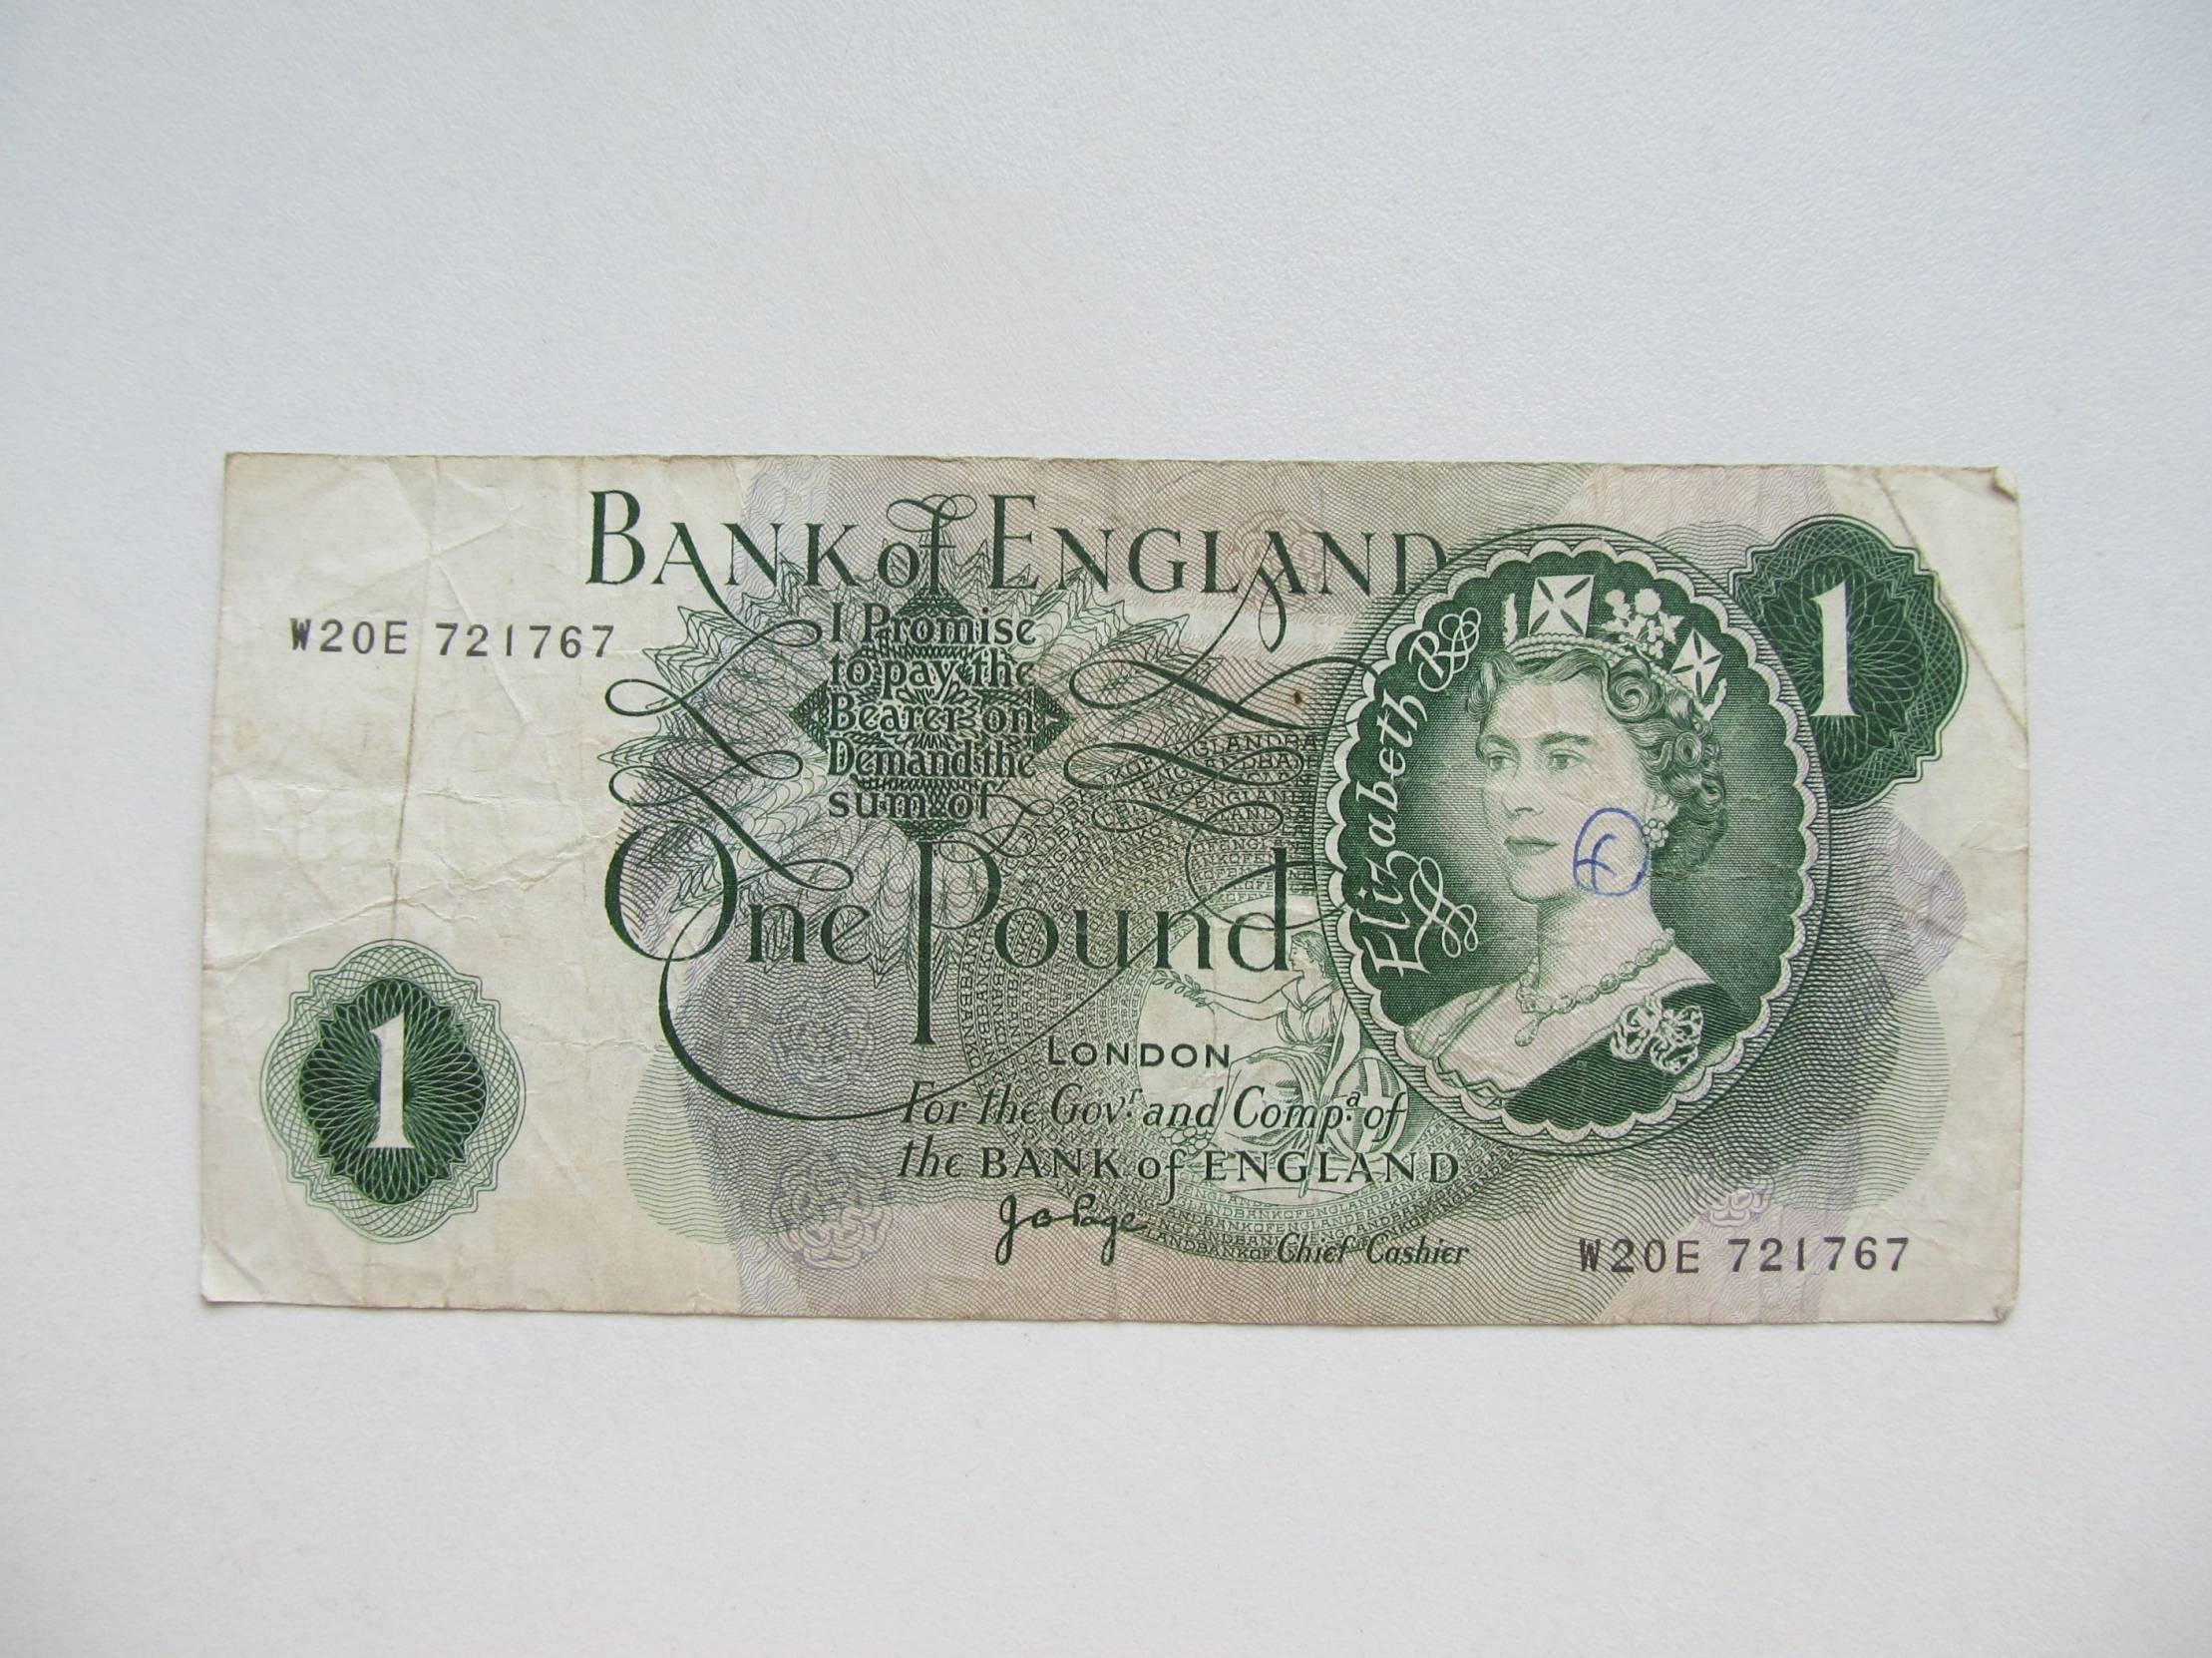 BANK of ENGLAND
1
W20E 721767
I Promise
to pay the
Bearer on
Demand the
sum of
One Pound
Elizabeth R
£
1
LONDON
For the Govr. and Compa. of
the BANK of ENGLAND
J B Page
Chief Cashier
W20E 721767